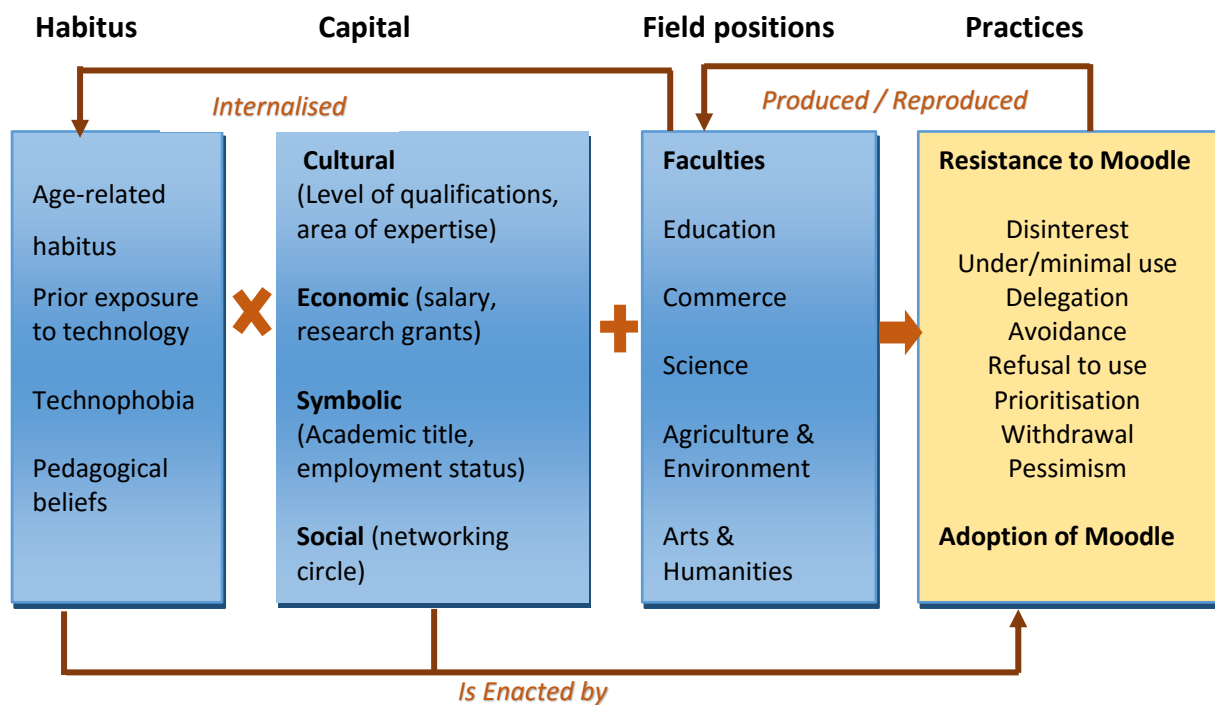 Habitus
Capital
Field positions
Practices
Internalised
Produced / Reproduced
Age-related
habitus
Prior exposure
to technology
Technophobia
Pedagogical
beliefs
Cultural
(Level of qualifications,
area of expertise)
Economic (salary,
research grants)
Symbolic
(Academic title,
employment status)
Social (networking
circle)
Faculties
Education
Commerce
Science
Agriculture &
Environment
Arts &
Humanities
Resistance to Moodle
Disinterest
Under/minimal use
Delegation
Avoidance
Refusal to use
Prioritisation
Withdrawal
Pessimism
Adoption of Moodle
Is Enacted by